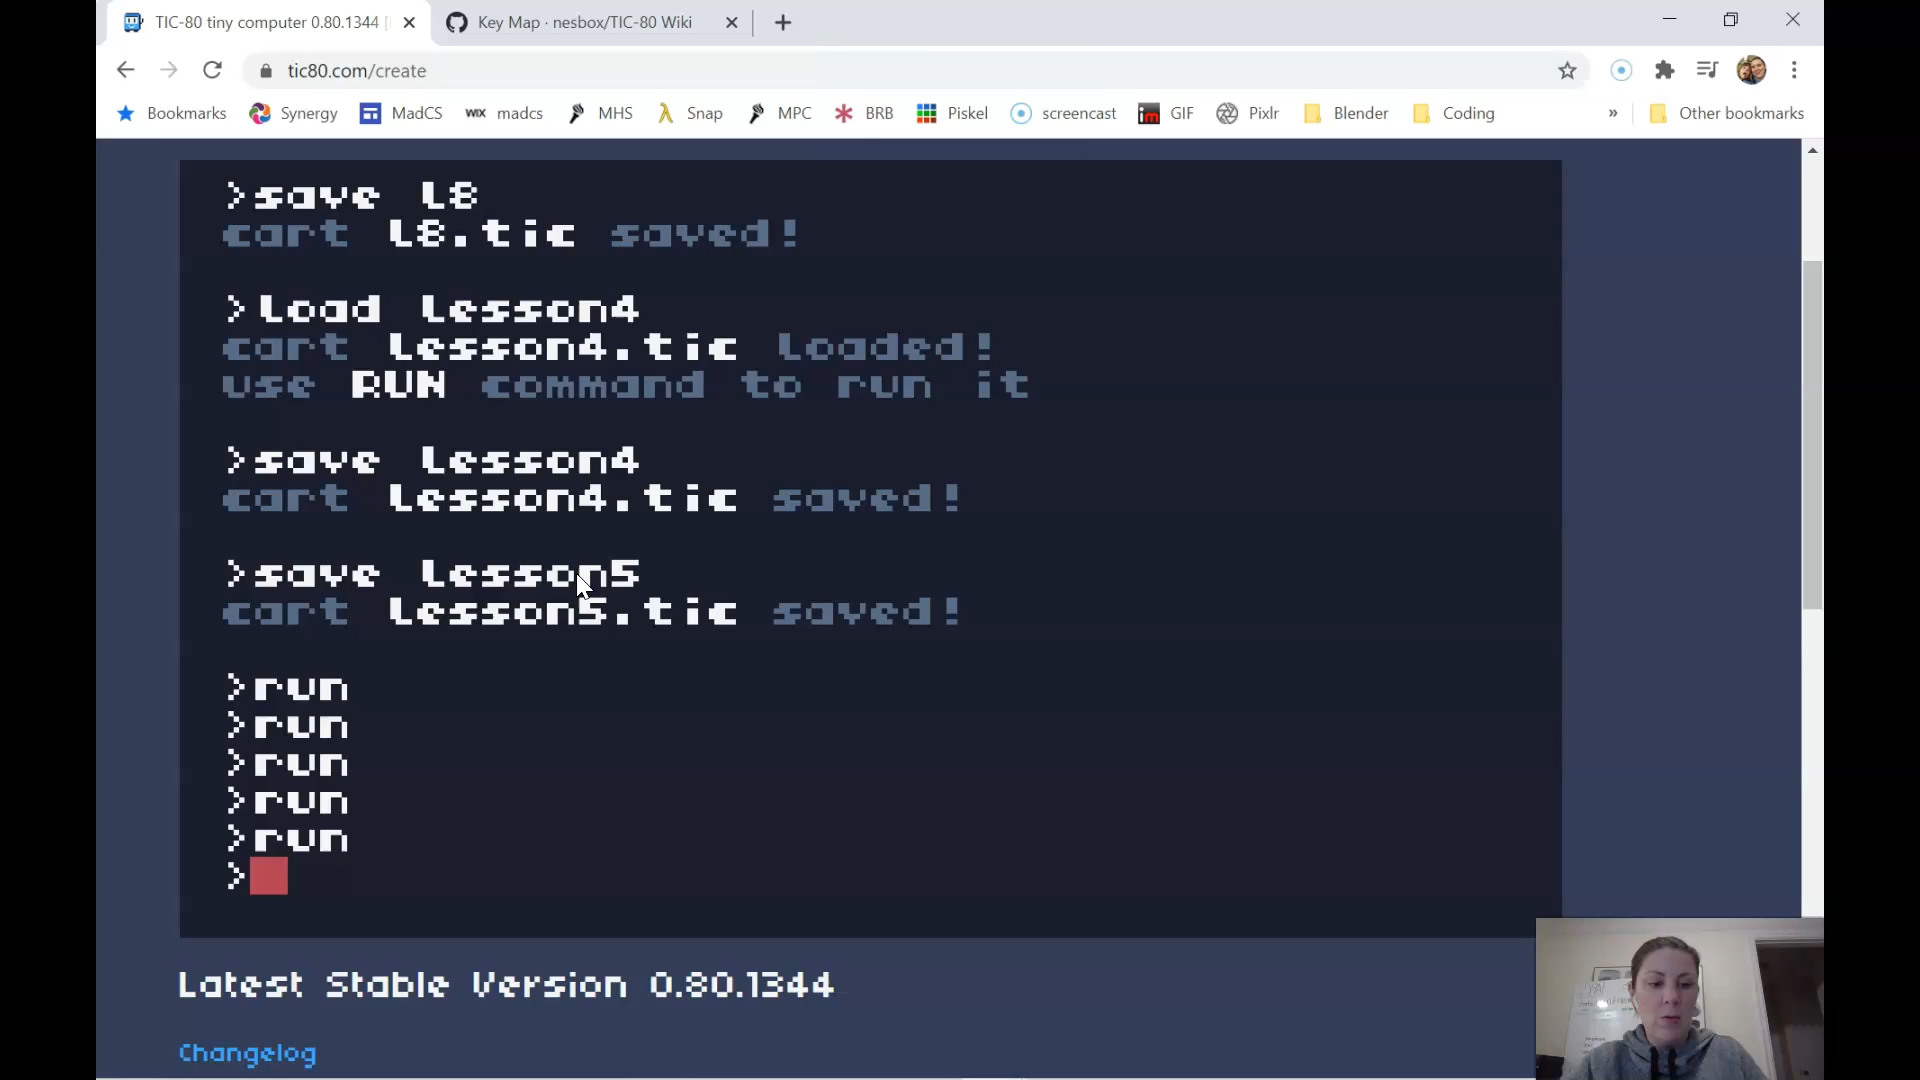 TIC-80 tiny computer 0.80.1344
Key Map · nesbox/TIC-80 Wiki
tic80.com/create
Bookmarks Synergy MadCS WiX madcs MHS Snap MPC BRB Piskel screencast im GIF Pixlr Blender Coding » Other bookmarks
>save l8
cart l8.tic saved!
>load lesson4
cart lesson4.tic loaded!
use RUN command to run it
>save lesson4
cart lesson4.tic saved!
>save lesson5
cart lesson5.tic saved!
>run
>run
>run
>run
>run
>
Latest Stable Version 0.80.1344
Changelog